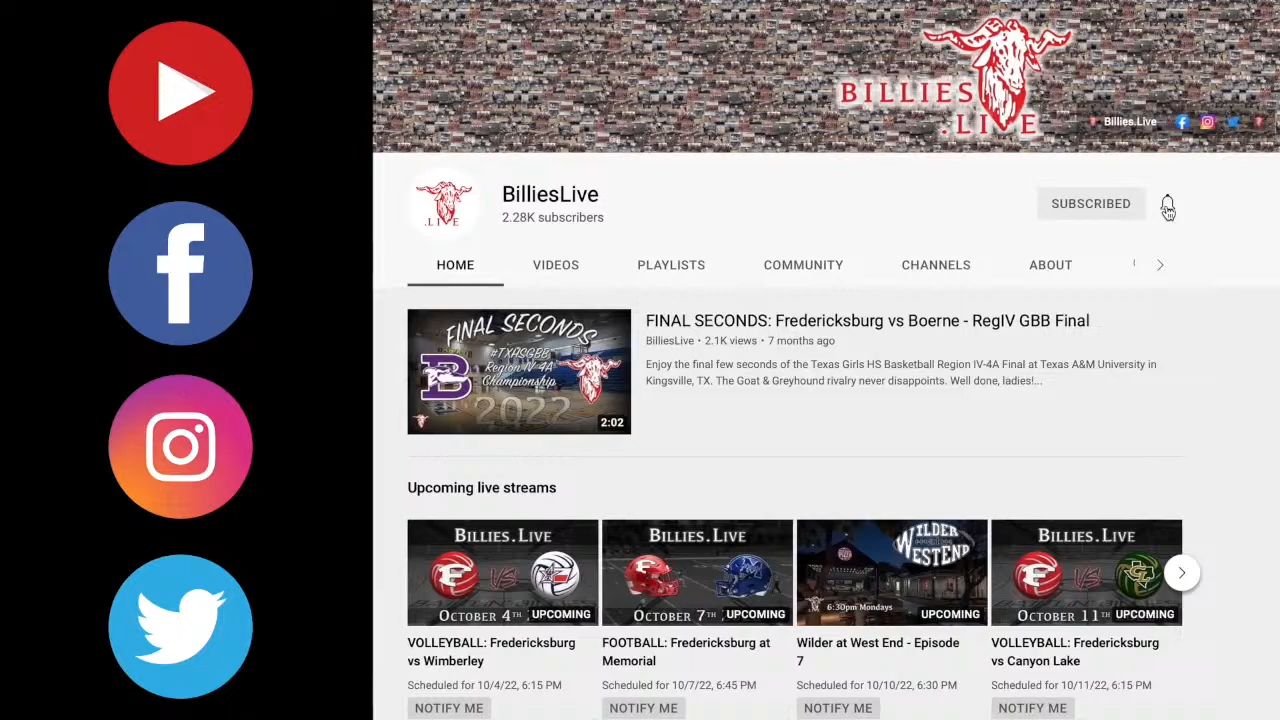 BILLIES
.LIVE
Billies.Live
.LIVE
BilliesLive
2.28K subscribers
SUBSCRIBED
HOME
VIDEOS
PLAYLISTS
COMMUNITY
CHANNELS
ABOUT
FINAL SECONDS
#TXASGBB
Region IV-4A
Championship
2022
B
2:02
FINAL SECONDS: Fredericksburg vs Boerne - RegIV GBB Final
BilliesLive • 2.1K views • 7 months ago
Enjoy the final few seconds of the Texas Girls HS Basketball Region IV-4A Final at Texas A&M University in
Kingsville, TX. The Goat & Greyhound rivalry never disappoints. Well done, ladies!...
Upcoming live streams
BILLIES.LIVE
F VS
OCTOBER 4TH
UPCOMING
VOLLEYBALL: Fredericksburg
vs Wimberley
Scheduled for 10/4/22, 6:15 PM
NOTIFY ME
BILLIES.LIVE
F VS M
OCTOBER 7TH
UPCOMING
FOOTBALL: Fredericksburg at
Memorial
Scheduled for 10/7/22, 6:45 PM
NOTIFY ME
WILDER
WESTEND
6:30pm Mondays
UPCOMING
Wilder at West End - Episode
7
Scheduled for 10/10/22, 6:30 PM
NOTIFY ME
BILLIES.LIVE
F VS CL
OCTOBER 11TH
UPCOMING
VOLLEYBALL: Fredericksburg
vs Canyon Lake
Scheduled for 10/11/22, 6:15 PM
NOTIFY ME